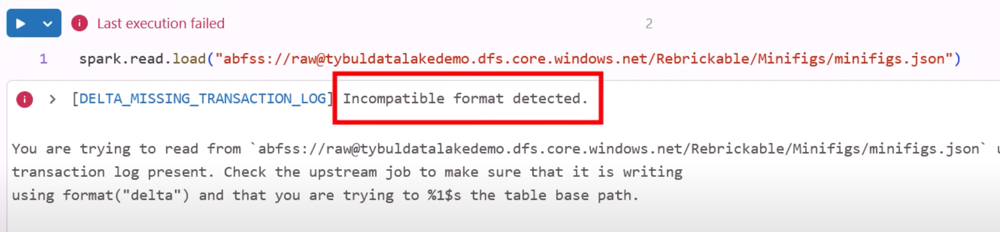 Last execution failed
2
1 spark.read.load("abfss://raw@tybuldatalakedemo.dfs.core.windows.net/Rebrickable/Minifigs/minifigs.json")
[DELTA_MISSING_TRANSACTION_LOG] Incompatible format detected.
You are trying to read from `abfss://raw@tybuldatalakedemo.dfs.core.windows.net/Rebrickable/Minifigs/minifigs.json`
transaction log present. Check the upstream job to make sure that it is writing
using format("delta") and that you are trying to %1$s the table base path.